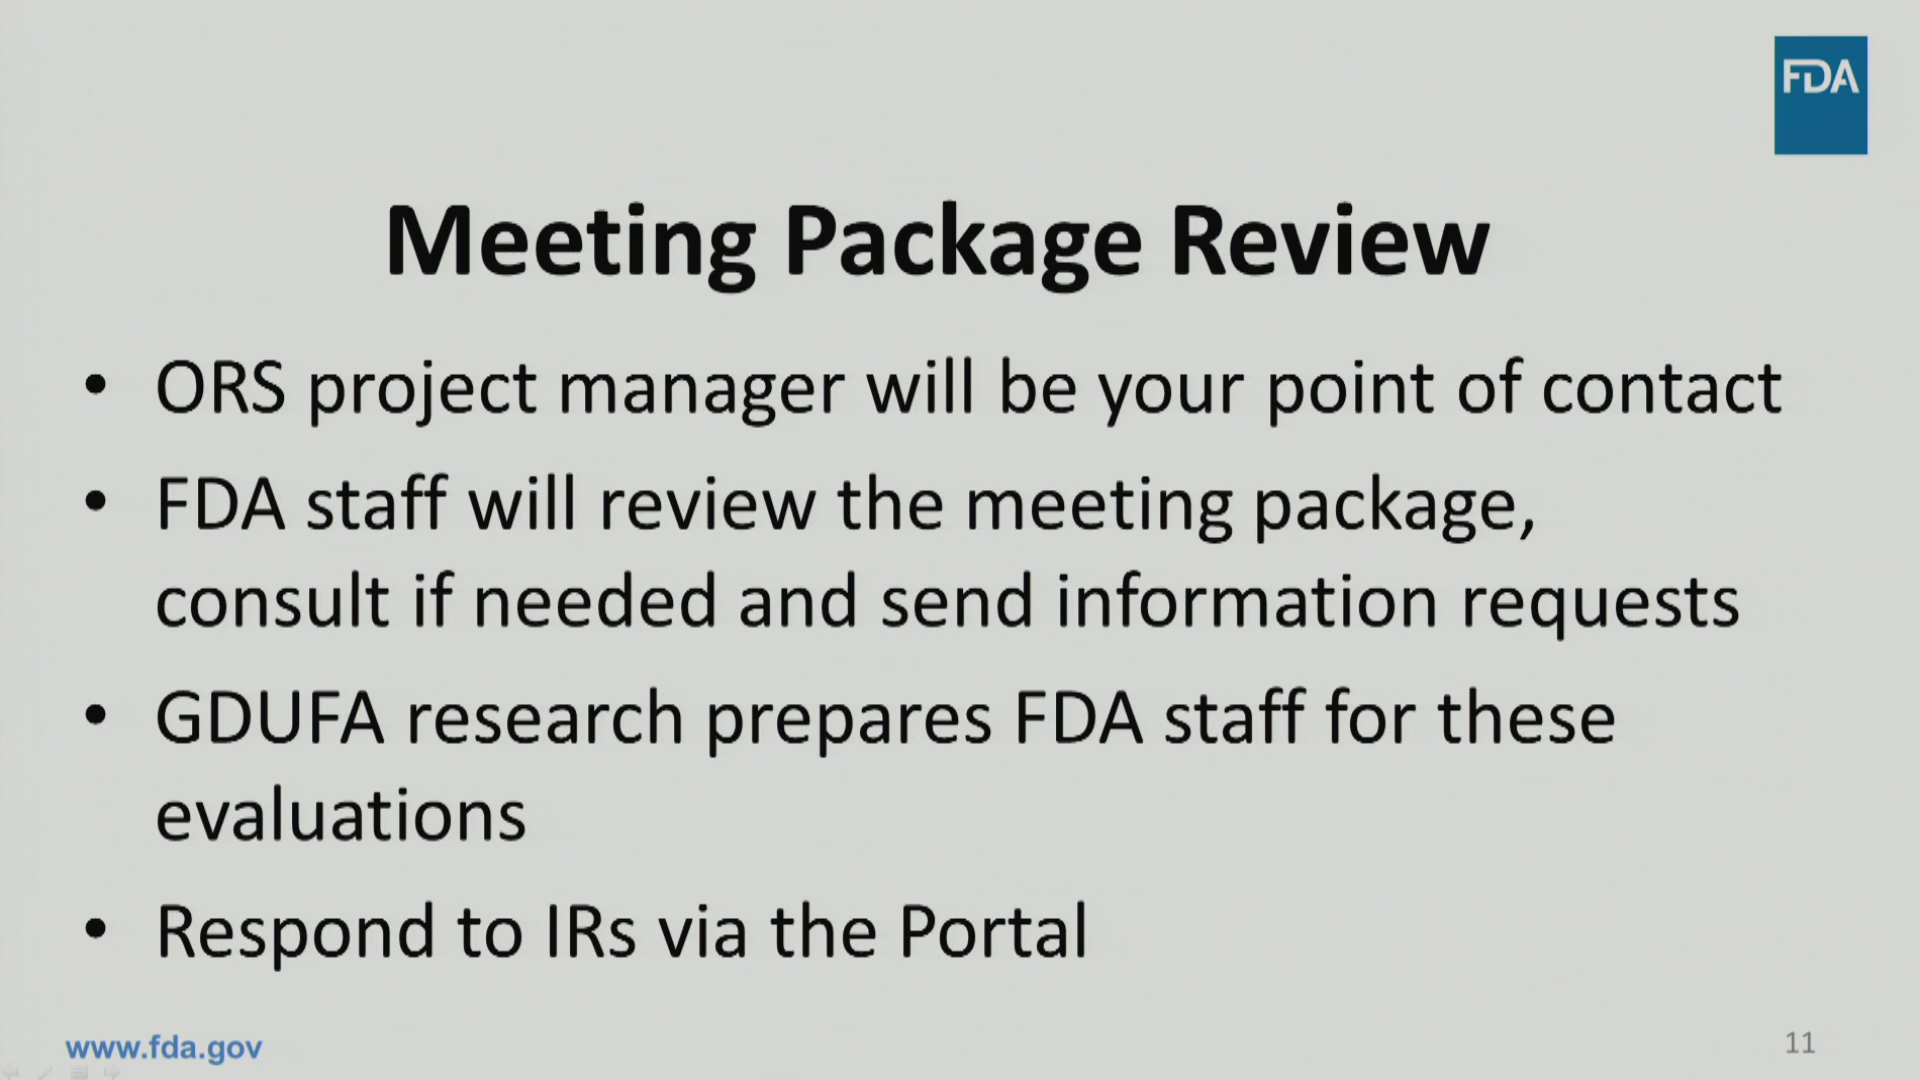 FDA
Meeting Package Review
• ORS project manager will be your point of contact
• FDA staff will review the meeting package,
consult if needed and send information requests
• GDUFA research prepares FDA staff for these
evaluations
• Respond to IRs via the Portal
www.fda.gov
11